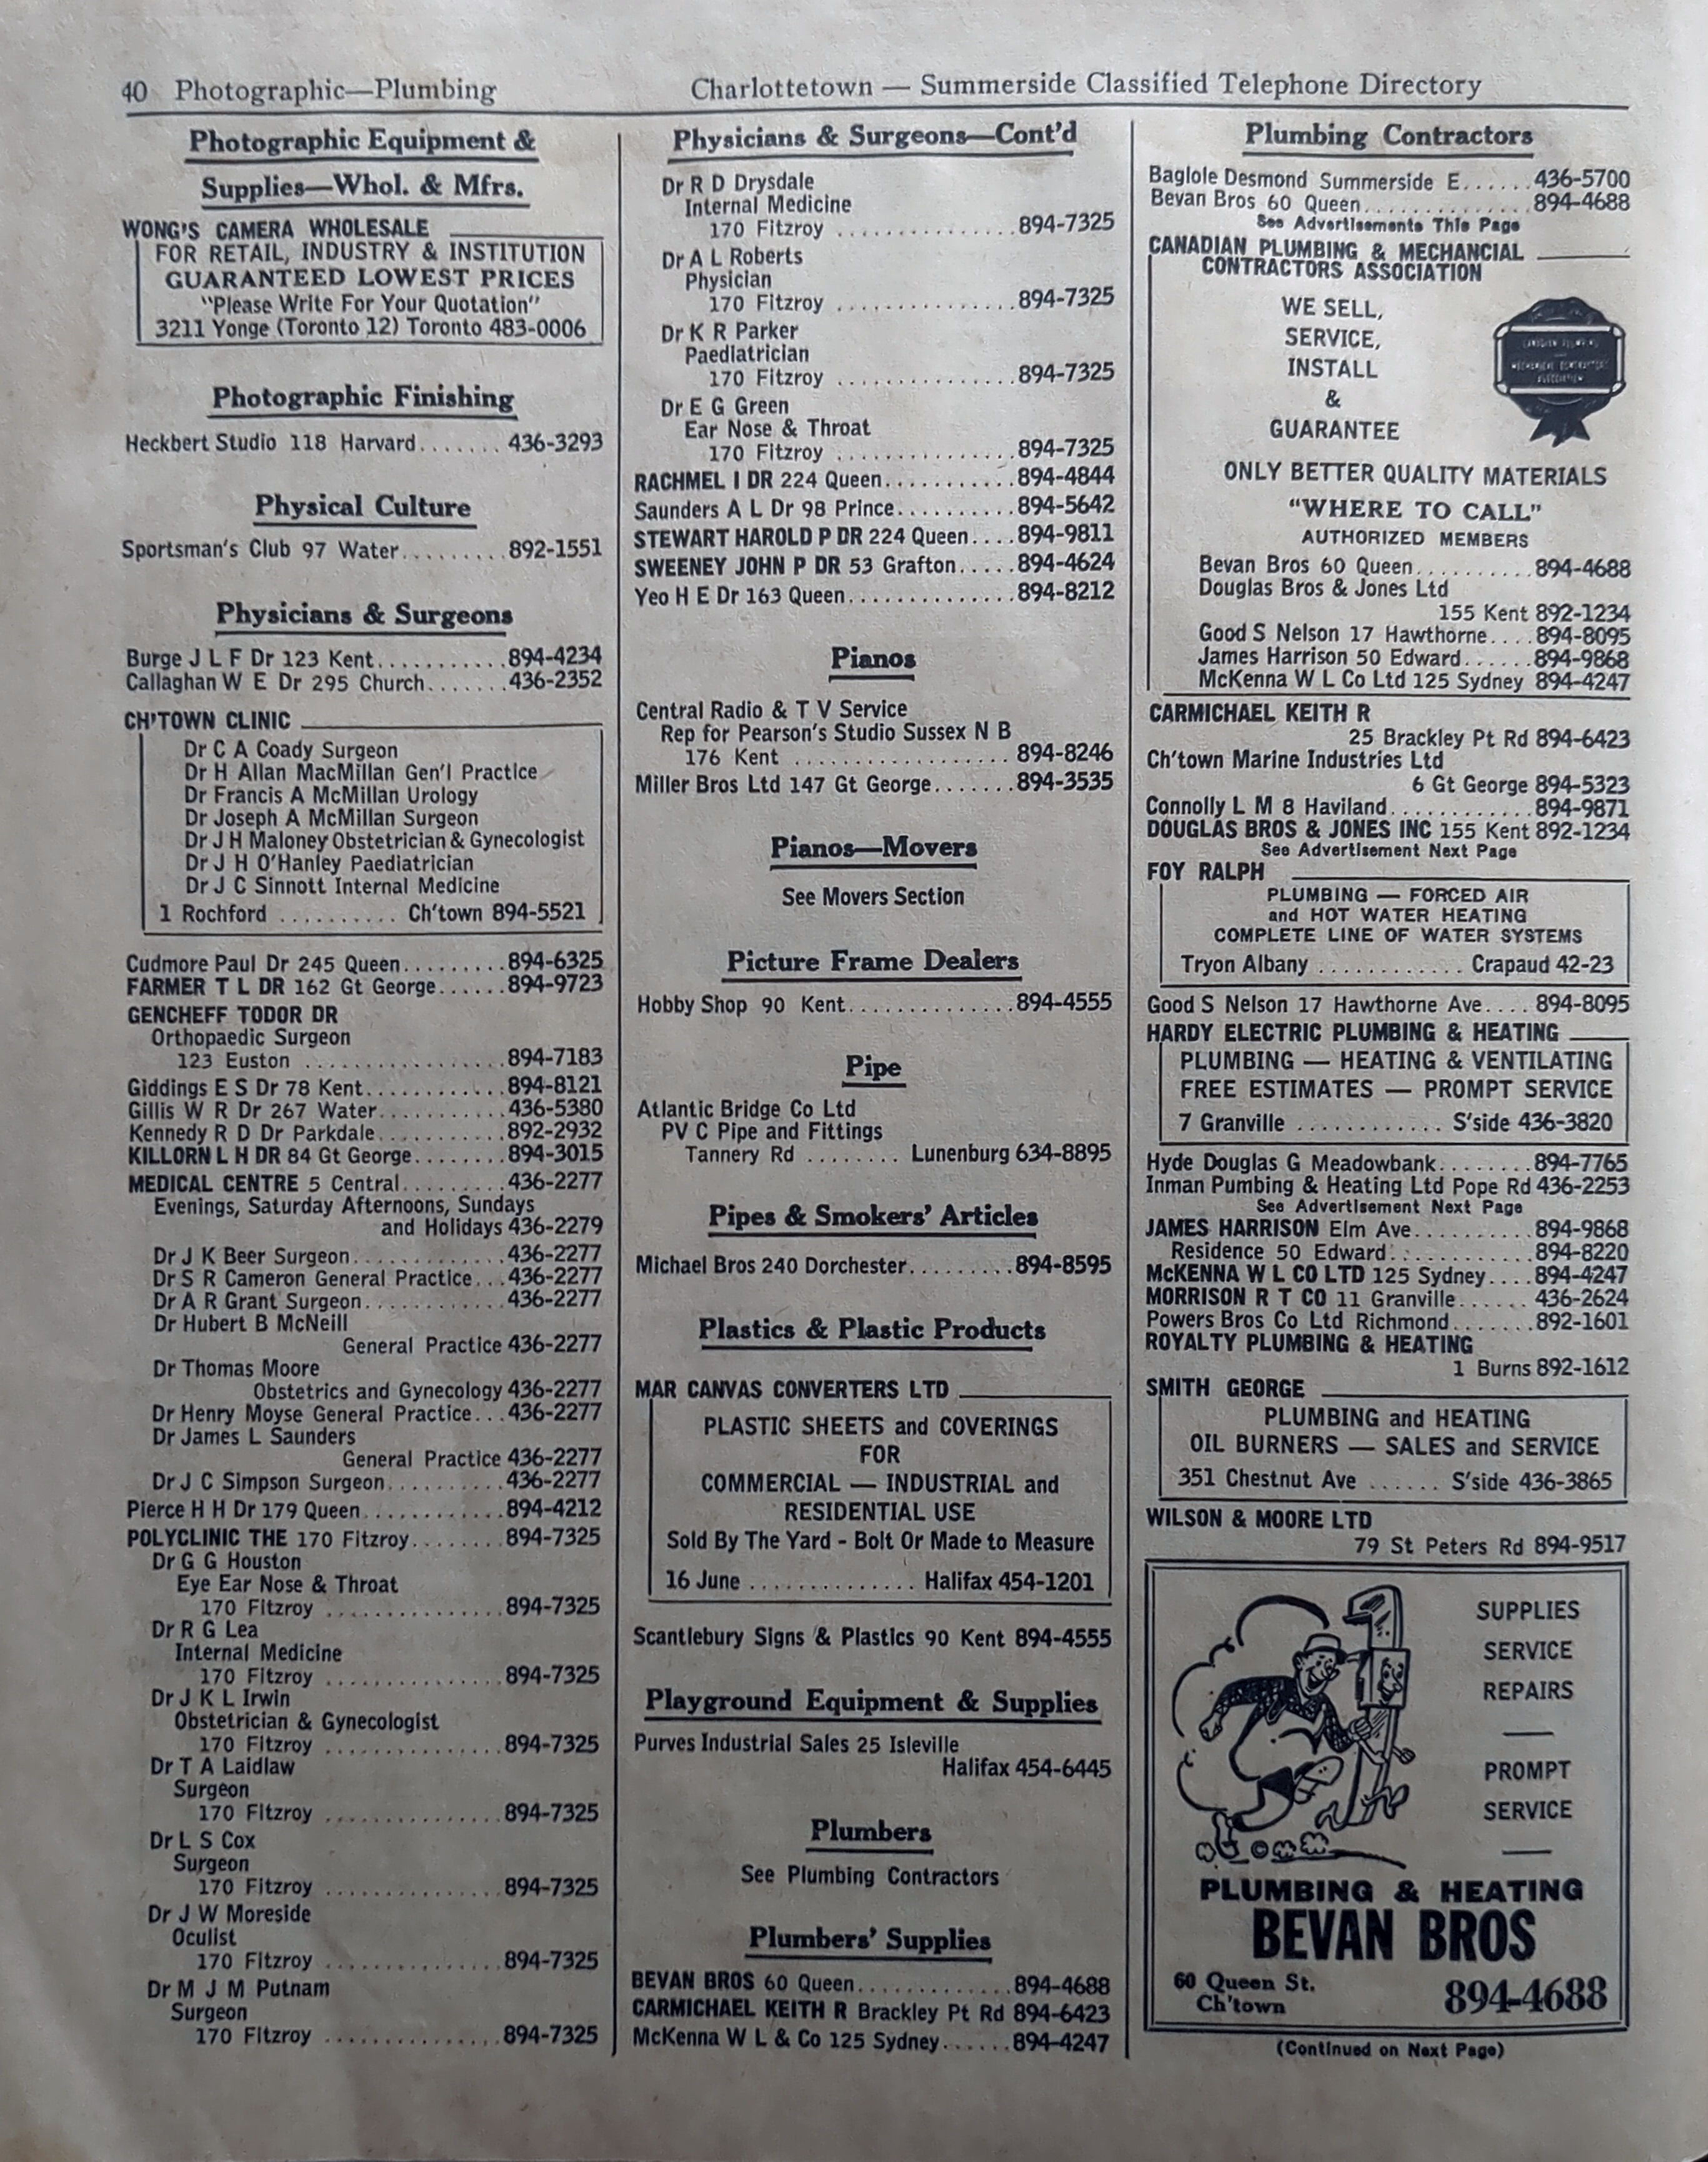 40 Photographic—Plumbing
Charlottetown — Summerside Classified Telephone Directory
Photographic Equipment &
Supplies—Whol. & Mfrs.
WONG'S CAMERA WHOLESALE
FOR RETAIL, INDUSTRY & INSTITUTION
GUARANTEED LOWEST PRICES
"Please Write For Your Quotation"
3211 Yonge (Toronto 12) Toronto 483-0006
Photographic Finishing
Heckbert Studio 118 Harvard....... 436-3293
Physical Culture
Sportsman's Club 97 Water......... 892-1551
Physicians & Surgeons
Burge J L F Dr 123 Kent...........894-4234
Callaghan W E Dr 295 Church.......436-2352
CH'TOWN CLINIC
Dr C A Coady Surgeon
Dr H Allan MacMillan Gen'l Practice
Dr Francis A McMillan Urology
Dr Joseph A McMillan Surgeon
Dr J H Maloney Obstetrician & Gynecologist
Dr J H O'Hanley Paediatrician
Dr J C Sinnott Internal Medicine
1 Rochford .......... Ch'town 894-5521
Cudmore Paul Dr 245 Queen.........894-6325
FARMER T L DR 162 Gt George......894-9723
GENCHEFF TODOR DR
Orthopaedic Surgeon
123 Euston .................894-7183
Giddings E S Dr 78 Kent............894-8121
Gillis W R Dr 267 Water...........436-5380
Kennedy R D Dr Parkdale...........892-2932
KILLORN L H DR 84 Gt George........894-3015
MEDICAL CENTRE 5 Central.........436-2277
Evenings, Saturday Afternoons, Sundays
and Holidays 436-2279
Dr J K Beer Surgeon.............436-2277
Dr S R Cameron General Practice...436-2277
Dr A R Grant Surgeon............436-2277
Dr Hubert B McNeill
General Practice 436-2277
Dr Thomas Moore
Obstetrics and Gynecology 436-2277
Dr Henry Moyse General Practice...436-2277
Dr James L Saunders
General Practice 436-2277
Dr J C Simpson Surgeon..........436-2277
Pierce H H Dr 179 Queen............894-4212
POLYCLINIC THE 170 Fitzroy........894-7325
Dr G G Houston
Eye Ear Nose & Throat
170 Fitzroy ...............894-7325
Dr R G Lea
Internal Medicine
170 Fitzroy ...............894-7325
Dr J K L Irwin
Obstetrician & Gynecologist
170 Fitzroy ...............894-7325
Dr T A Laidlaw
Surgeon
170 Fitzroy ...............894-7325
Dr L S Cox
Surgeon
170 Fitzroy ...............894-7325
Dr J W Moreside
Oculist
170 Fitzroy ...............894-7325
Dr M J M Putnam
Surgeon
170 Fitzroy ...............894-7325
Physicians & Surgeons—Cont'd
Dr R D Drysdale
Internal Medicine
170 Fitzroy ...............894-7325
Dr A L Roberts
Physician
170 Fitzroy ...............894-7325
Dr K R Parker
Paediatrician
170 Fitzroy ...............894-7325
Dr E G Green
Ear Nose & Throat
170 Fitzroy ...............894-7325
RACHMEL I DR 224 Queen...........894-4844
Saunders A L Dr 98 Prince..........894-5642
STEWART HAROLD P DR 224 Queen....894-9811
SWEENEY JOHN P DR 53 Grafton.....894-4624
Yeo H E Dr 163 Queen..............894-8212
Pianos
Central Radio & T V Service
Rep for Pearson's Studio Sussex N B
176 Kent ..................894-8246
Miller Bros Ltd 147 Gt George.......894-3535
Pianos—Movers
See Movers Section
Picture Frame Dealers
Hobby Shop 90 Kent..............894-4555
Pipe
Atlantic Bridge Co Ltd
PV C Pipe and Fittings
Tannery Rd ........ Lunenburg 634-8895
Pipes & Smokers' Articles
Michael Bros 240 Dorchester.........894-8595
Plastics & Plastic Products
MAR CANVAS CONVERTERS LTD
PLASTIC SHEETS and COVERINGS
FOR
COMMERCIAL — INDUSTRIAL and
RESIDENTIAL USE
Sold By The Yard - Bolt Or Made to Measure
16 June .............. Halifax 454-1201
Scantlebury Signs & Plastics 90 Kent 894-4555
Playground Equipment & Supplies
Purves Industrial Sales 25 Isleville
Halifax 454-6445
Plumbers
See Plumbing Contractors
Plumbers' Supplies
BEVAN BROS 60 Queen.............894-4688
CARMICHAEL KEITH R Brackley Pt Rd 894-6423
McKenna W L & Co 125 Sydney......894-4247
Plumbing Contractors
Baglole Desmond Summerside E......436-5700
Bevan Bros 60 Queen..............894-4688
See Advertisements This Page
CANADIAN PLUMBING & MECHANCIAL
CONTRACTORS ASSOCIATION
WE SELL,
SERVICE,
INSTALL
&
GUARANTEE
CANADIAN PLUMBING
MECHANICAL CONTRACTORS
ASSOCIATION
ONLY BETTER QUALITY MATERIALS
"WHERE TO CALL"
AUTHORIZED MEMBERS
Bevan Bros 60 Queen..........894-4688
Douglas Bros & Jones Ltd
155 Kent 892-1234
Good S Nelson 17 Hawthorne....894-8095
James Harrison 50 Edward......894-9868
McKenna W L Co Ltd 125 Sydney 894-4247
CARMICHAEL KEITH R
25 Brackley Pt Rd 894-6423
Ch'town Marine Industries Ltd
6 Gt George 894-5323
Connolly L M 8 Haviland............894-9871
DOUGLAS BROS & JONES INC 155 Kent 892-1234
See Advertisement Next Page
FOY RALPH
PLUMBING — FORCED AIR
and HOT WATER HEATING
COMPLETE LINE OF WATER SYSTEMS
Tryon Albany ............ Crapaud 42-23
Good S Nelson 17 Hawthorne Ave.... 894-8095
HARDY ELECTRIC PLUMBING & HEATING
PLUMBING — HEATING & VENTILATING
FREE ESTIMATES — PROMPT SERVICE
7 Granville ............ S'side 436-3820
Hyde Douglas G Meadowbank........894-7765
Inman Pumbing & Heating Ltd Pope Rd 436-2253
See Advertisement Next Page
JAMES HARRISON Elm Ave..........894-9868
Residence 50 Edward.............894-8220
McKENNA W L CO LTD 125 Sydney....894-4247
MORRISON R T CO 11 Granville...... 436-2624
Powers Bros Co Ltd Richmond.......892-1601
ROYALTY PLUMBING & HEATING
1 Burns 892-1612
SMITH GEORGE
PLUMBING and HEATING
OIL BURNERS — SALES and SERVICE
351 Chestnut Ave ...... S'side 436-3865
WILSON & MOORE LTD
79 St Peters Rd 894-9517
SUPPLIES
SERVICE
REPAIRS
—
PROMPT
SERVICE
—
PLUMBING & HEATING
BEVAN BROS
60 Queen St.
Ch'town
894-4688
(Continued on Next Page)